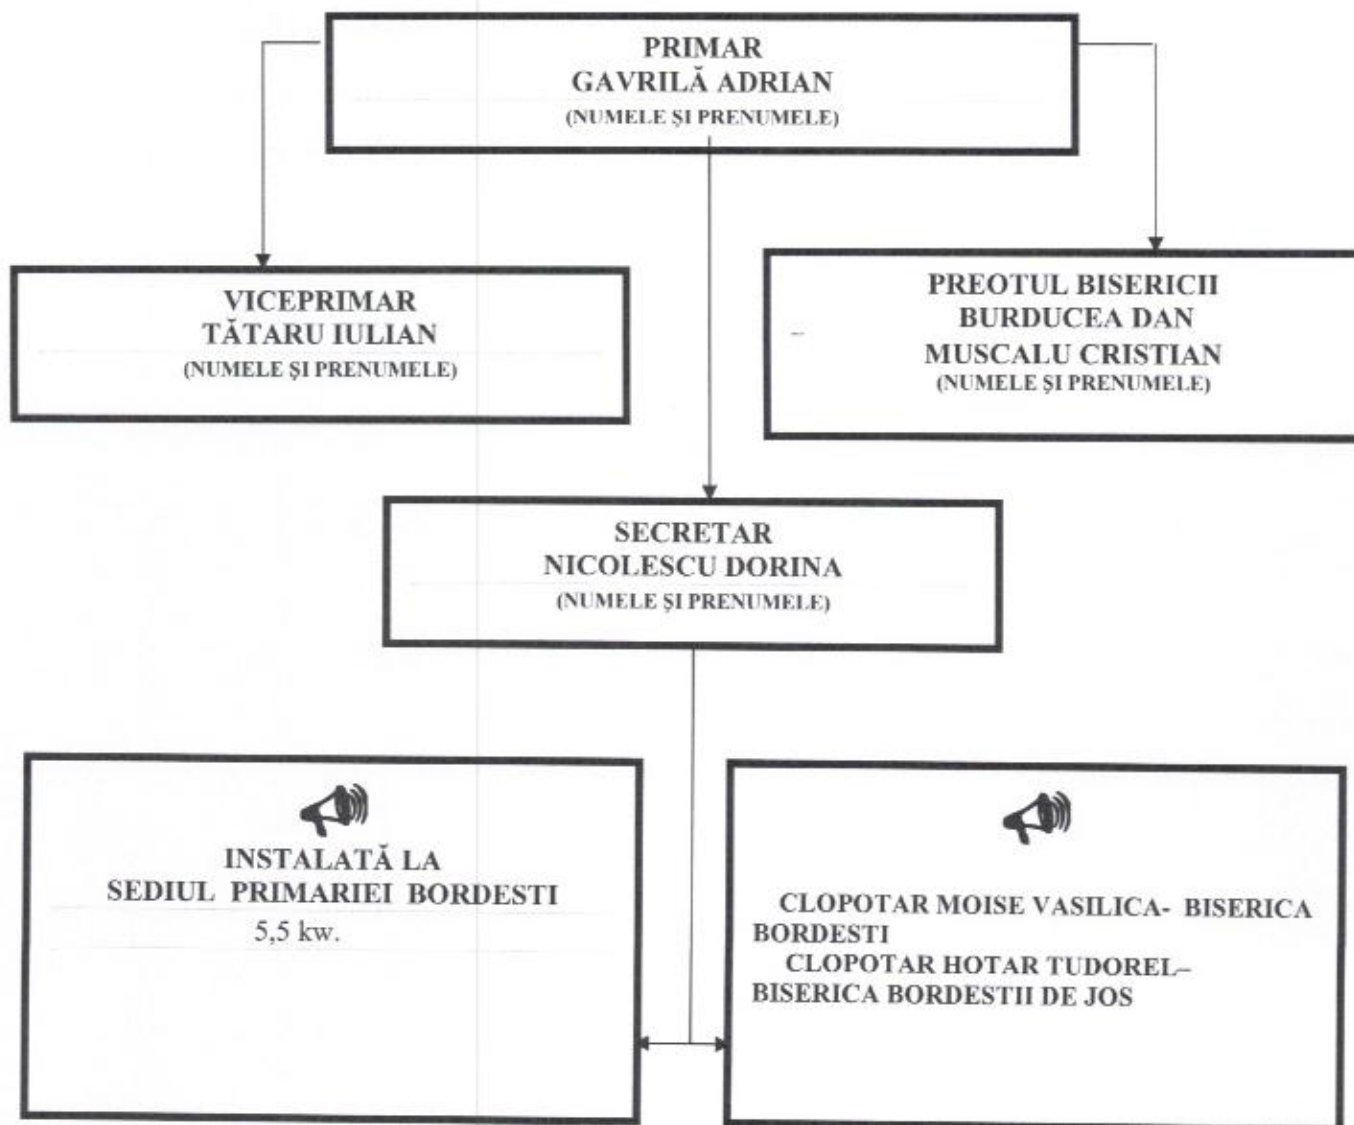 PRIMAR
GAVRILĂ ADRIAN
(NUMELE ŞI PRENUMELE)
VICEPRIMAR
TĂTARU IULIAN
(NUMELE ŞI PRENUMELE)
PREOTUL BISERICII
BURDUCEA DAN
MUSCALU CRISTIAN
(NUMELE ŞI PRENUMELE)
SECRETAR
NICOLESCU DORINA
(NUMELE ŞI PRENUMELE)
INSTALATĂ LA
SEDIUL PRIMARIEI BORDESTI
5,5 kw.
CLOPOTAR MOISE VASILICA- BISERICA
BORDESTI
CLOPOTAR HOTAR TUDOREL–
BISERICA BORDESTII DE JOS